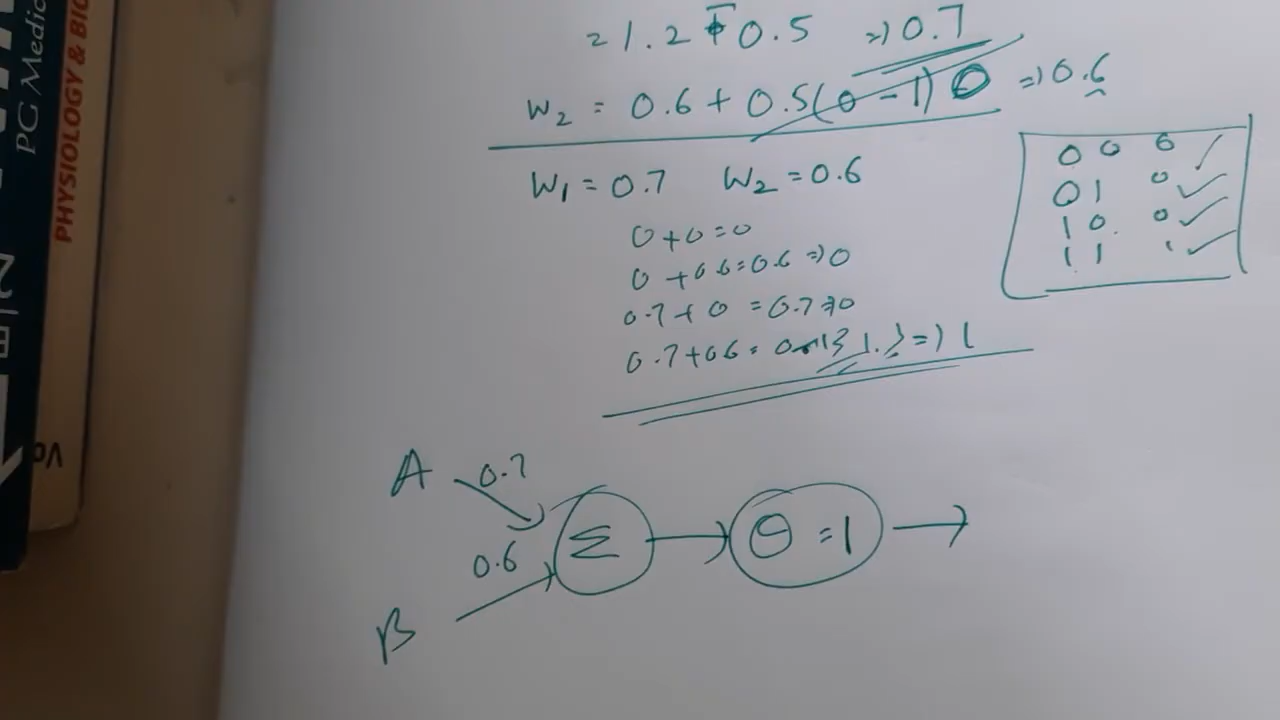 PG Medic
PHYSIOLOGY & BIO
Vo
= 1.2 - 0.5 => 0.7
W₂ = 0.6 + 0.5(0 - 1) 0 => 0.6
W₁ = 0.7 W₂ = 0.6
0 + 0 = 0
0 + 0.6 = 0.6 => 0
0.7 + 0 = 0.7 => 0
0.7 + 0.6 = 1.3 => 1
0 0 0 ✓
0 1 0 ✓
1 0 0 ✓
1 1 1 ✓
A 0.7
Σ θ = 1
0.6
B